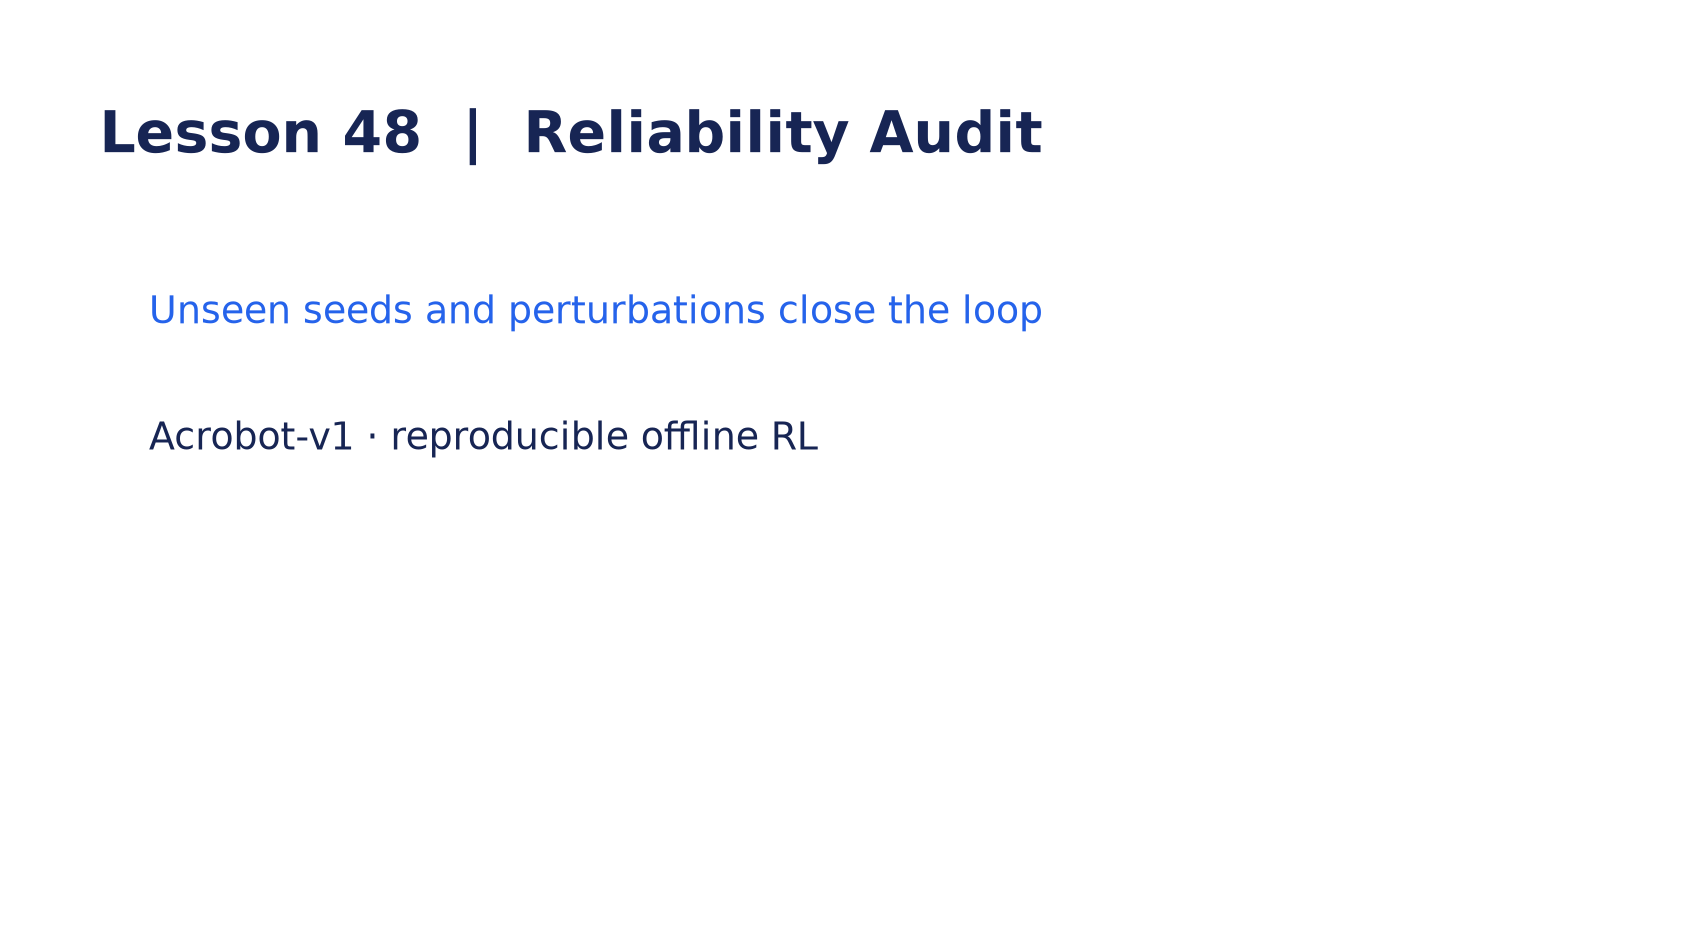 Lesson 48 | Reliability Audit
Unseen seeds and perturbations close the loop
Acrobot-v1 · reproducible offline RL